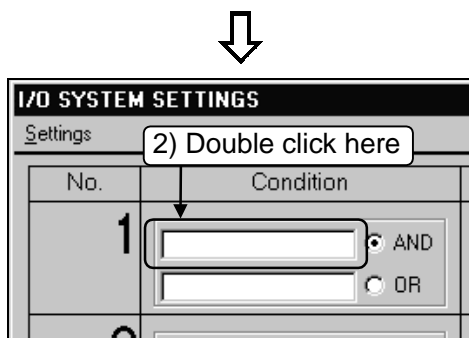 I/O SYSTEM SETTINGS
Settings
2) Double click here
No.
Condition
1
AND
OR